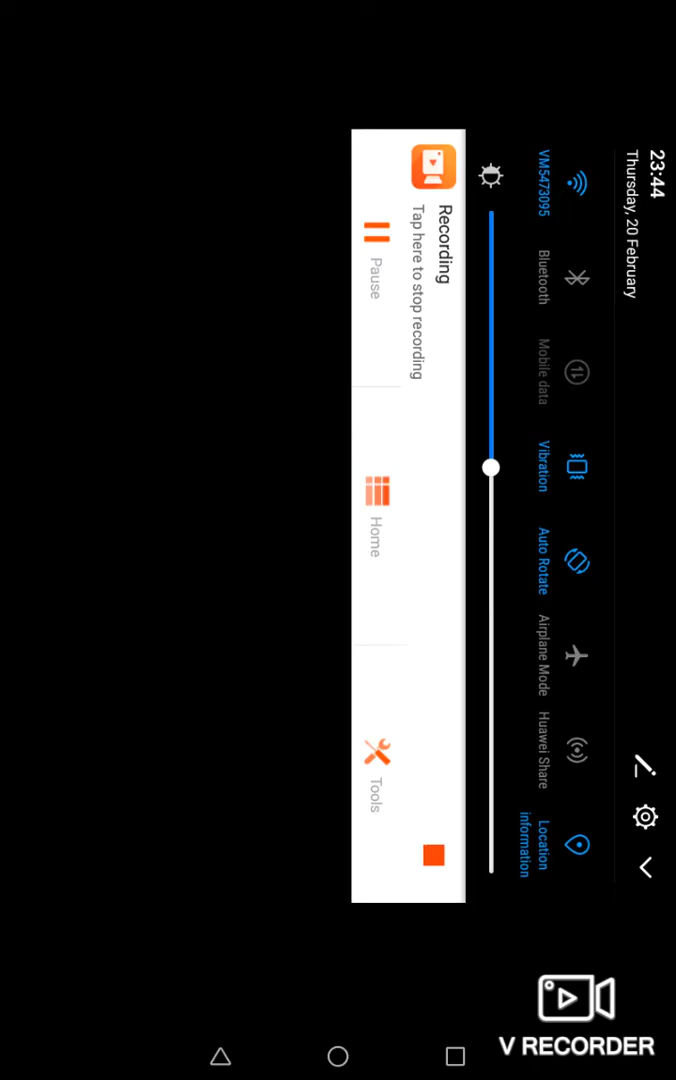 23:44
Thursday, 20 February
VM5473095
Bluetooth
Mobile data
Vibration
Auto Rotate
Airplane Mode
Huawei Share
Location
information
Recording
Tap here to stop recording
Pause
Home
Tools
V RECORDER